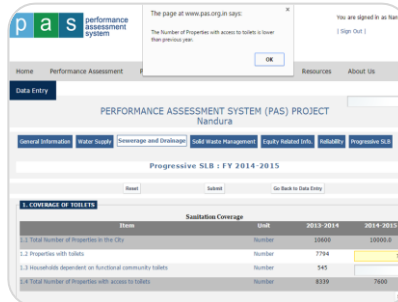 pas performance
assessment
system
The page at www.pas.org.in says:
×
The Number of Properties with access to toilets is lower
than previous year.
OK
You are signed in as Nan
| Sign Out |
Home Performance Assessment Resources About Us
Data Entry
PERFORMANCE ASSESSMENT SYSTEM (PAS) PROJECT
Nandura
General Information Water Supply Sewerage and Drainage Solid Waste Management Equity Related Info. Reliability Progressive SLB
Progressive SLB : FY 2014-2015
Reset Submit Go Back to Data Entry
1. COVERAGE OF TOILETS
Sanitation Coverage
Item Unit 2013-2014 2014-2015
1.1 Total Number of Properties in the City Number 10600 10000.0
1.2 Properties with toilets Number 7794
1.3 Households dependent on functional community toilets Number 545
1.4 Total Number of Properties with access to toilets Number 8339 7600